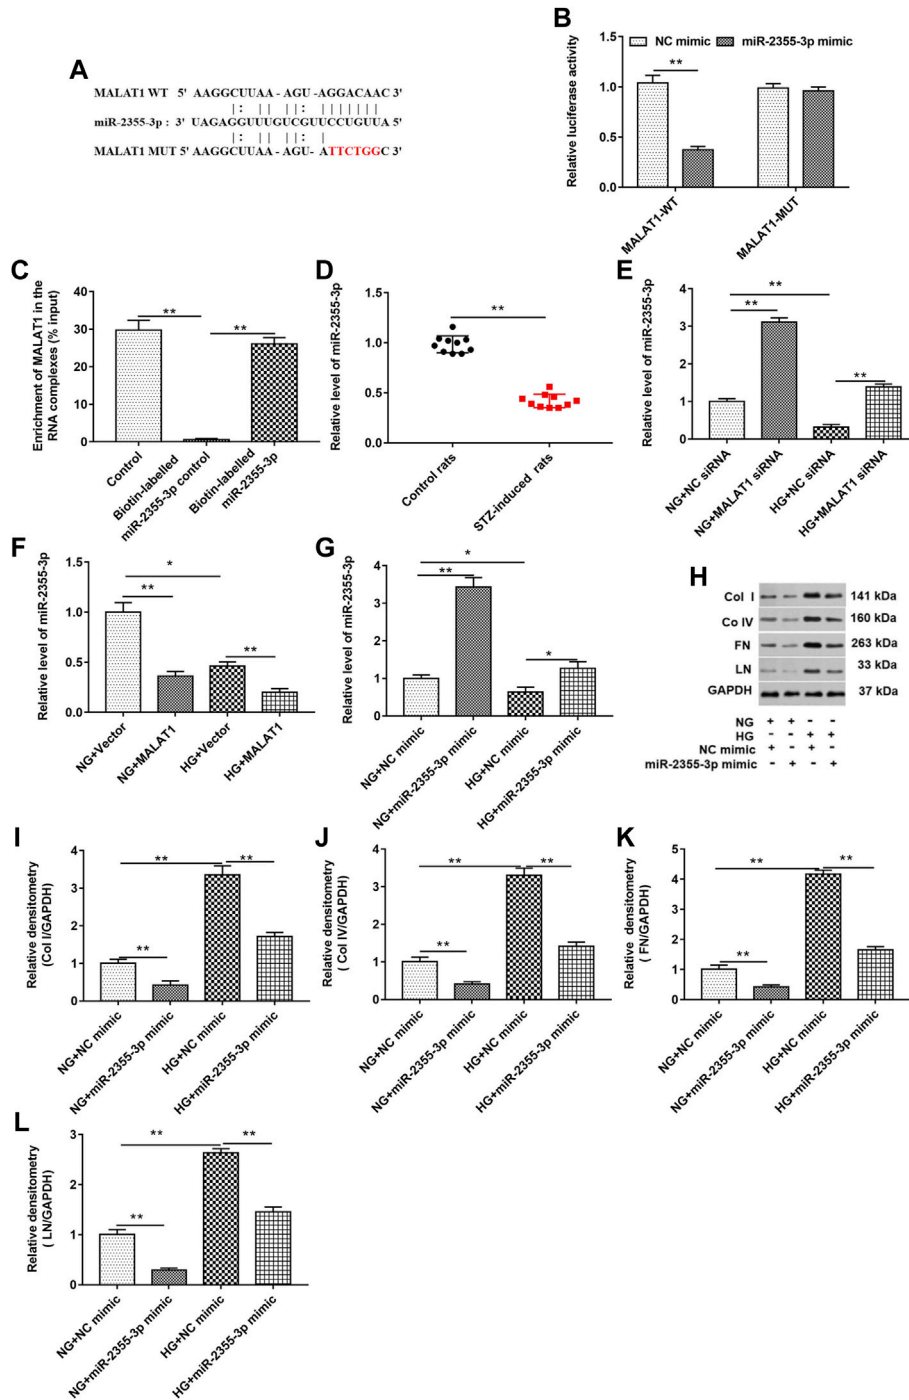 A
MALAT1 WT 5' AAGGCUUAA - AGU - AGGACAAC 3'
miR-2355-3p : 3' UAGAGGUUUGUCGUUCCUGUUA 5'
MALAT1 MUT 5' AAGGCUUAA - AGU - ATTCTGGC 3'
B
Relative luciferase activity
NC mimic
miR-2355-3p mimic
1.5
1.0
0.5
0.0
**
MALAT1-WT
MALAT1-MUT
C
Enrichment of MALAT1 in the
RNA complexes (% input)
40
30
20
10
0
**
**
Control
Biotin-labelled
miR-2355-3p control
Biotin-labelled
miR-2355-3p
D
Relative level of miR-2355-3p
1.5
1.0
0.5
0.0
**
Control rats
STZ-induced rats
E
Relative level of miR-2355-3p
4
3
2
1
0
**
**
**
NG+NC siRNA
NG+MALAT1 siRNA
HG+NC siRNA
HG+MALAT1 siRNA
F
Relative level of miR-2355-3p
1.5
1.0
0.5
0.0
*
**
**
NG+Vector
NG+MALAT1
HG+Vector
HG+MALAT1
G
Relative level of miR-2355-3p
4
3
2
1
0
*
**
*
NG+NC mimic
NG+miR-2355-3p mimic
HG+NC mimic
HG+miR-2355-3p mimic
H
Col I 141 kDa
Co IV 160 kDa
FN 263 kDa
LN 33 kDa
GAPDH 37 kDa
NG + + - -
HG - - + +
NC mimic + - + -
miR-2355-3p mimic - + - +
I
Relative densitometry
(Col I/GAPDH)
4
3
2
1
0
**
**
**
NG+NC mimic
NG+miR-2355-3p mimic
HG+NC mimic
HG+miR-2355-3p mimic
J
Relative densitometry
( Col IV/GAPDH)
4
3
2
1
0
**
**
**
NG+NC mimic
NG+miR-2355-3p mimic
HG+NC mimic
HG+miR-2355-3p mimic
K
Relative densitometry
( FN/GAPDH)
5
4
3
2
1
0
**
**
**
NG+NC mimic
NG+miR-2355-3p mimic
HG+NC mimic
HG+miR-2355-3p mimic
L
Relative densitometry
( LN/GAPDH)
3
2
1
0
**
**
**
NG+NC mimic
NG+miR-2355-3p mimic
HG+NC mimic
HG+miR-2355-3p mimic